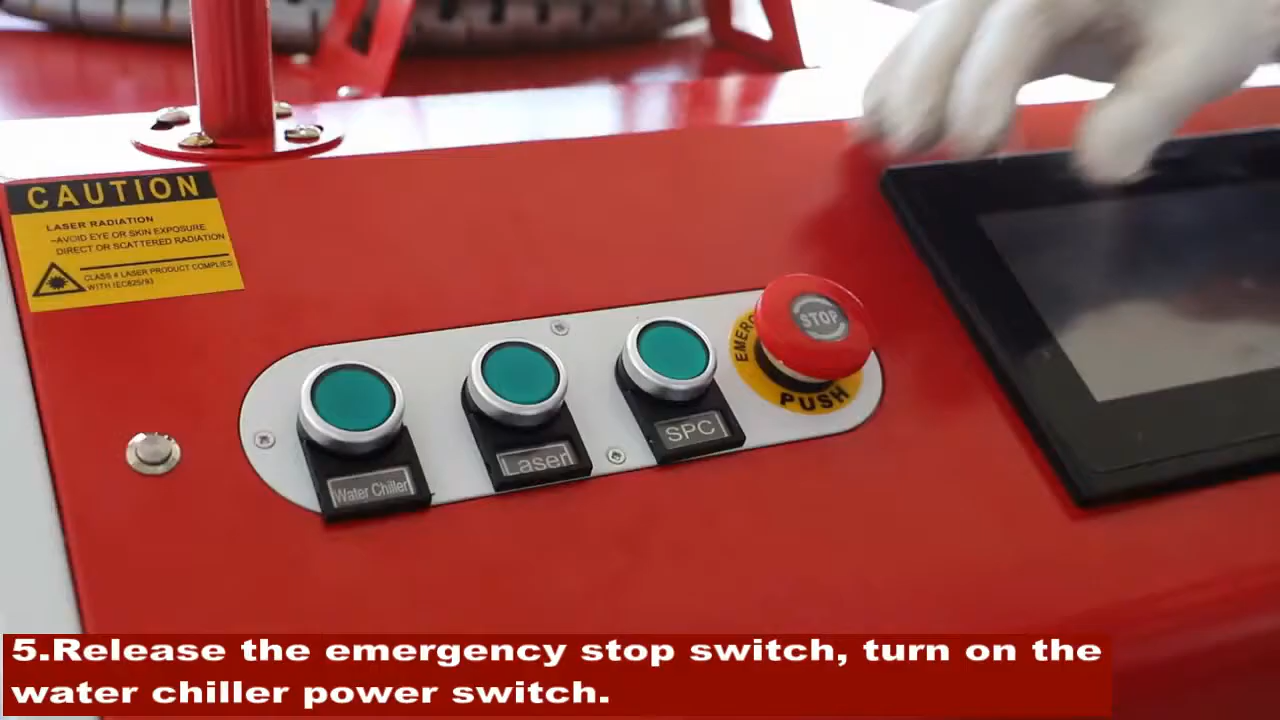 CAUTION
LASER RADIATION
-AVOID EYE OR SKIN EXPOSURE
DIRECT OR SCATTERED RADIATION
CLASS 4 LASER PRODUCT COMPLIES
WITH IEC825/93
STOP
EMERG
PUSH
SPC
Laser
Water Chiller
5.Release the emergency stop switch, turn on the
water chiller power switch.